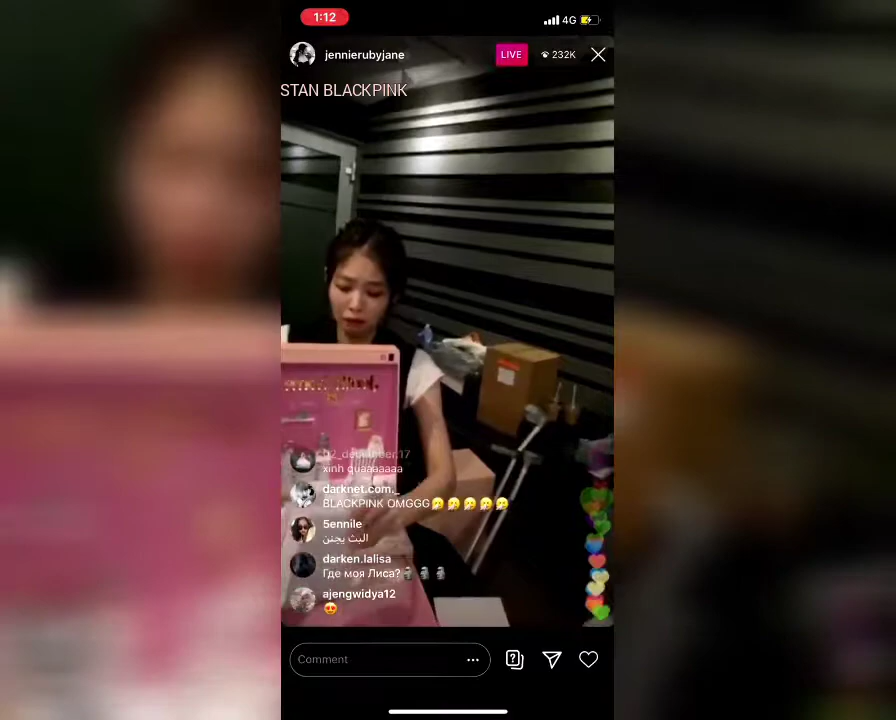 1:12
4G
jennierubyjane
LIVE
232K
STAN BLACKPINK
xinh quáaaaaaa
darknet.com._
BLACKPINK OMGGG
5ennile
البث يجنن
darken.lalisa
Где моя Лиса?
ajengwidya12
Comment